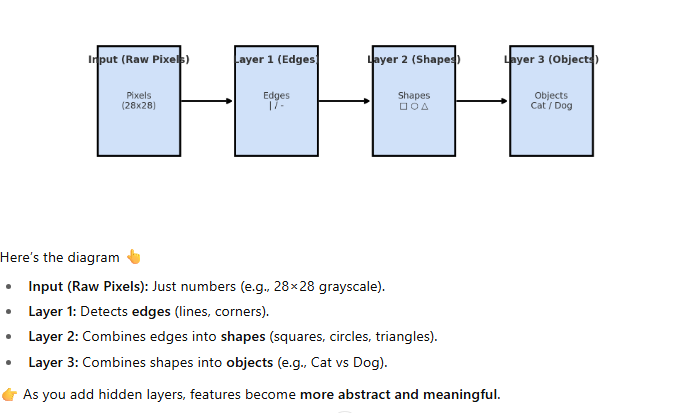 Input (Raw Pixels)
Layer 1 (Edges)
Layer 2 (Shapes)
Layer 3 (Objects)
Pixels
(28x28)
Edges
| / -
Shapes
□ ○ △
Objects
Cat / Dog
Here's the diagram 👆
• Input (Raw Pixels): Just numbers (e.g., 28×28 grayscale).
• Layer 1: Detects edges (lines, corners).
• Layer 2: Combines edges into shapes (squares, circles, triangles).
• Layer 3: Combines shapes into objects (e.g., Cat vs Dog).
👉 As you add hidden layers, features become more abstract and meaningful.